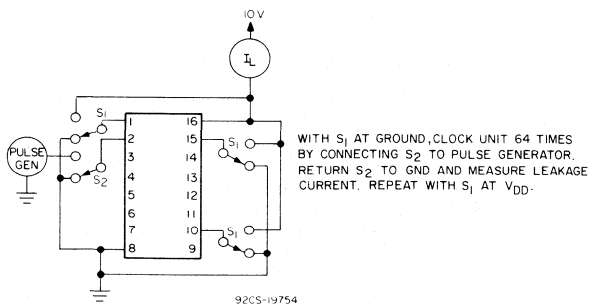 10 V
IL
S1
1 16
2 15 S1
PULSE GEN
3 14
S2
4 13
5 12
6 11
7 10 S1
8 9
WITH S1 AT GROUND, CLOCK UNIT 64 TIMES
BY CONNECTING S2 TO PULSE GENERATOR.
RETURN S2 TO GND AND MEASURE LEAKAGE
CURRENT. REPEAT WITH S1 AT VDD.
92CS-19754